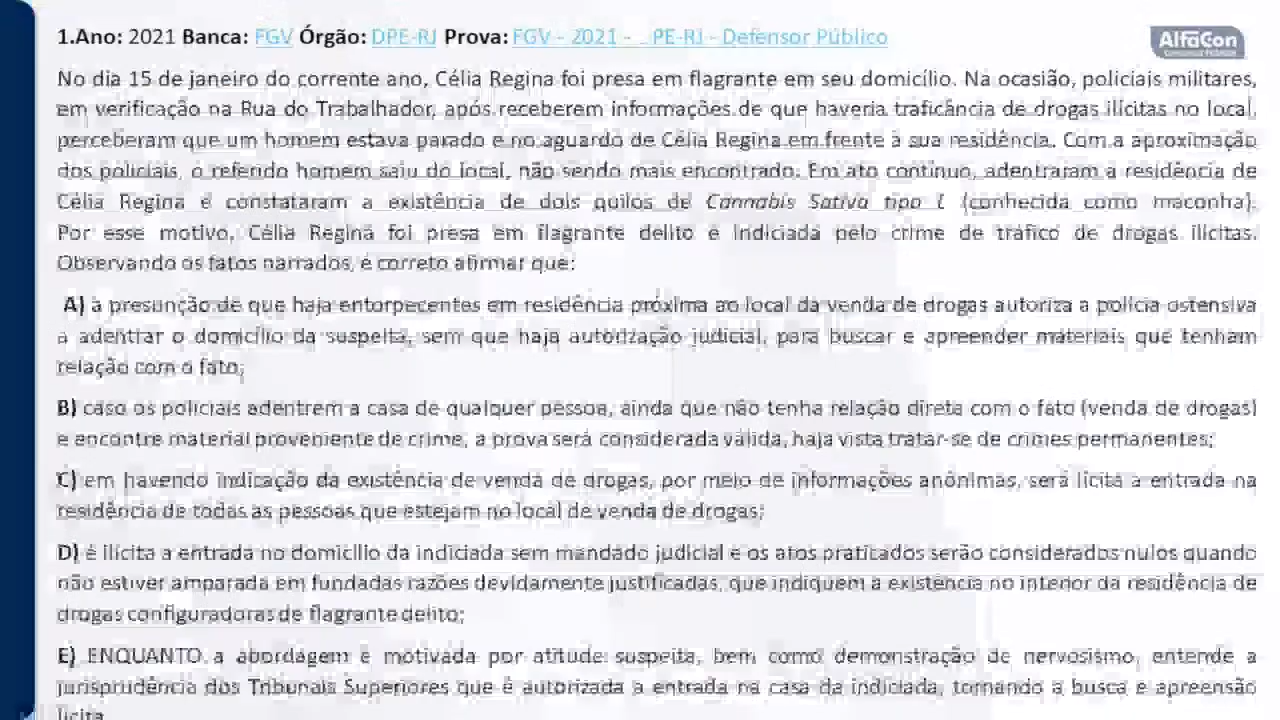 1.Ano: 2021 Banca: FGV Órgão: DPE-RJ Prova: FGV - 2021 - PE-RJ - Defensor Público
AlfaCon
No dia 15 de janeiro do corrente ano, Célia Regina foi presa em flagrante em seu domicílio. Na ocasião, policiais militares,
em verificação na Rua do Trabalhador, após receberem informações de que haveria traficância de drogas ilícitas no local,
perceberam que um homem estava parado e no aguardo de Célia Regina em frente à sua residência. Com a aproximação
dos policiais, o referido homem saiu do local, não sendo mais encontrado. Em ato contínuo, adentraram a residência de
Célia Regina e constataram a existência de dois quilos de Cannabis Sativa tipo L (conhecida como maconha).
Por esse motivo, Célia Regina foi presa em flagrante delito e indiciada pelo crime de tráfico de drogas ilícitas.
Observando os fatos narrados, é correto afirmar que:
A) a presunção de que haja entorpecentes em residência próxima ao local da venda de drogas autoriza a polícia ostensiva
a adentrar o domicílio da suspeita, sem que haja autorização judicial, para buscar e apreender materiais que tenham
relação com o fato;
B) caso os policiais adentrem a casa de qualquer pessoa, ainda que não tenha relação direta com o fato (venda de drogas)
e encontre material proveniente de crime, a prova será considerada válida, haja vista tratar-se de crimes permanentes;
C) em havendo indicação da existência de venda de drogas, por meio de informações anônimas, será lícita a entrada na
residência de todas as pessoas que estejam no local de venda de drogas;
D) é ilícita a entrada no domicílio da indiciada sem mandado judicial e os atos praticados serão considerados nulos quando
não estiver amparada em fundadas razões devidamente justificadas, que indiquem a existência no interior da residência de
drogas configuradoras de flagrante delito;
E) ENQUANTO a abordagem é motivada por atitude suspeita, bem como demonstração de nervosismo, entende a
jurisprudência dos Tribunais Superiores que é autorizada a entrada na casa da indiciada, tornando a busca e apreensão
lícita.